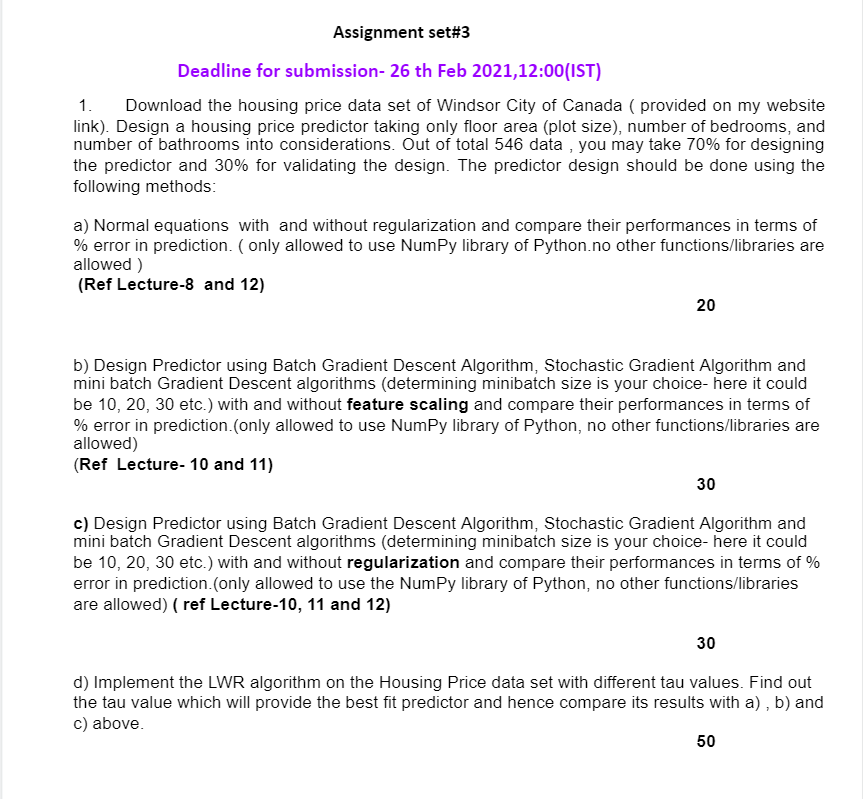 Assignment set#3
Deadline for submission- 26 th Feb 2021,12:00(IST)
1. Download the housing price data set of Windsor City of Canada ( provided on my website
link). Design a housing price predictor taking only floor area (plot size), number of bedrooms, and
number of bathrooms into considerations. Out of total 546 data , you may take 70% for designing
the predictor and 30% for validating the design. The predictor design should be done using the
following methods:
a) Normal equations with and without regularization and compare their performances in terms of
% error in prediction. ( only allowed to use NumPy library of Python.no other functions/libraries are
allowed )
(Ref Lecture-8 and 12)
20
b) Design Predictor using Batch Gradient Descent Algorithm, Stochastic Gradient Algorithm and
mini batch Gradient Descent algorithms (determining minibatch size is your choice- here it could
be 10, 20, 30 etc.) with and without feature scaling and compare their performances in terms of
% error in prediction.(only allowed to use NumPy library of Python, no other functions/libraries are
allowed)
(Ref Lecture- 10 and 11)
30
c) Design Predictor using Batch Gradient Descent Algorithm, Stochastic Gradient Algorithm and
mini batch Gradient Descent algorithms (determining minibatch size is your choice- here it could
be 10, 20, 30 etc.) with and without regularization and compare their performances in terms of %
error in prediction.(only allowed to use the NumPy library of Python, no other functions/libraries
are allowed) ( ref Lecture-10, 11 and 12)
30
d) Implement the LWR algorithm on the Housing Price data set with different tau values. Find out
the tau value which will provide the best fit predictor and hence compare its results with a) , b) and
c) above.
50